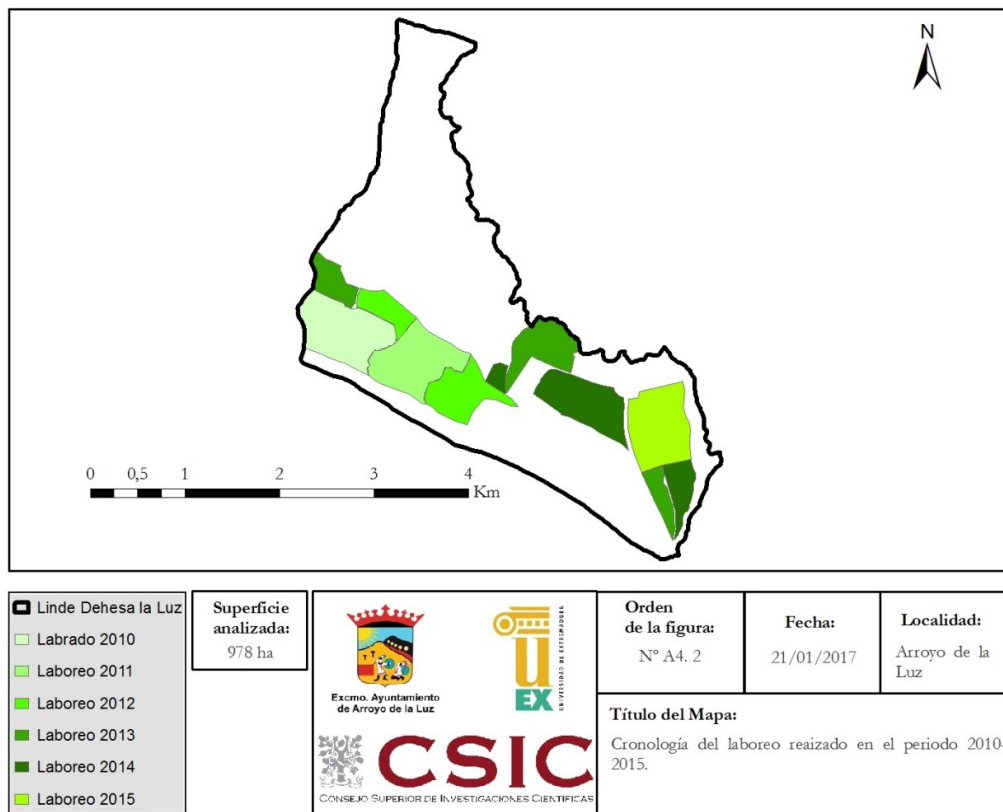 N
0 0,5 1 2 3 4
Km
Linde Dehesa la Luz
Labrado 2010
Laboreo 2011
Laboreo 2012
Laboreo 2013
Laboreo 2014
Laboreo 2015
Superficie
analizada:
978 ha
Excmo. Ayuntamiento
de Arroyo de la Luz
UEX
UNIVERSIDAD DE EXTREMADURA
CSIC
CONSEJO SUPERIOR DE INVESTIGACIONES CIENTÍFICAS
Orden
de la figura:
Nº A4. 2
Fecha:
21/01/2017
Localidad:
Arroyo de la
Luz
Título del Mapa:
Cronología del laboreo reaizado en el periodo 2010-
2015.